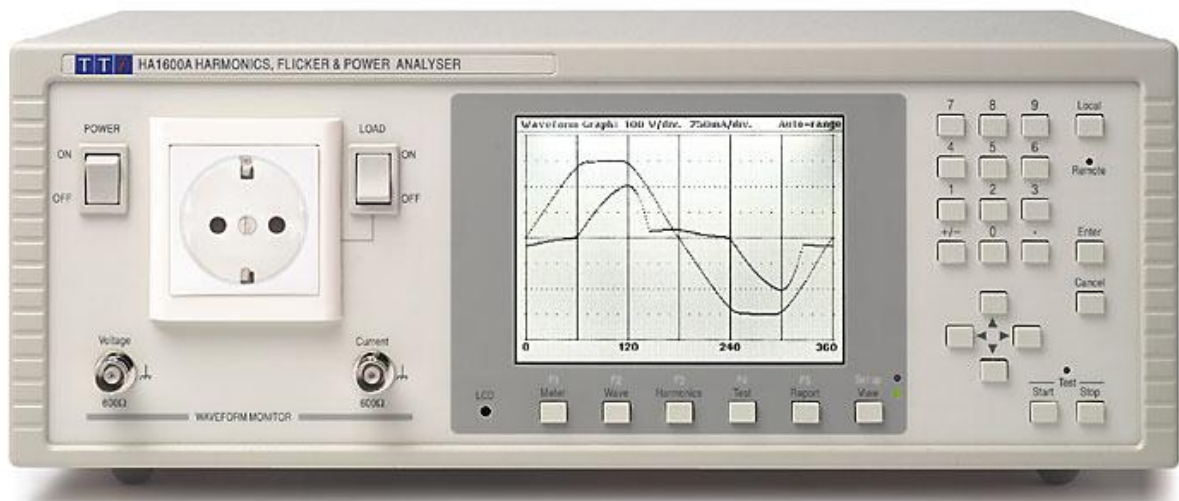 TTi HA1600A HARMONICS, FLICKER & POWER ANALYSER
POWER
ON
OFF
LOAD
ON
OFF
Voltage
600Ω
Current
600Ω
WAVEFORM MONITOR
Waveform Graph: 100 V/div. 750mA/div. Auto-range
0 120 240 360
LCD
F1 F2 F3 F4 F5 Set up
Meter Wave Harmonics Test Report View
7 8 9 Local
4 5 6 Remote
1 2 3
+/− 0 . Enter
Cancel
Test
Start Stop